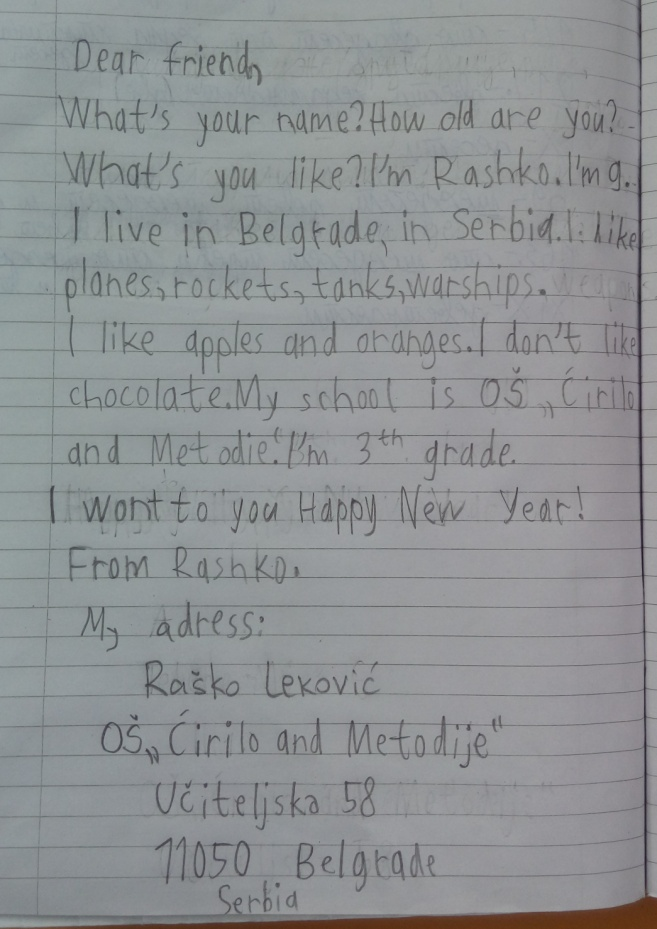 Dear friend,
What's your name? How old are you?
What's you like? I'm Rashko. I'm 9.
I live in Belgrade, in Serbia. I like
planes, rockets, tanks, warships.
I like apples and oranges. I don't like
chocolate. My school is OŠ „Ćirilo
and Metodie“. I'm 3th grade.
I wont to you Happy New Year!
From Rashko.
My adress:
Raško Leković
OŠ „Ćirilo and Metodije"
Učiteljska 58
11050 Belgrade
Serbia